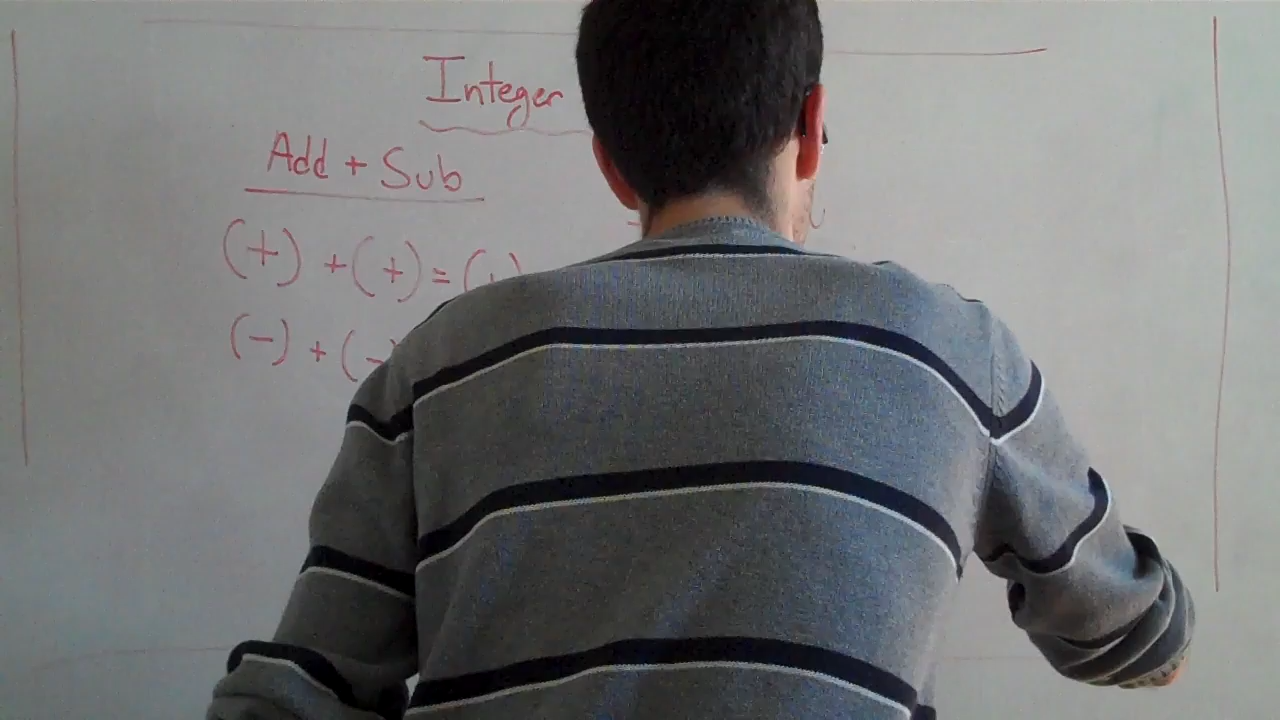 Integer
Add + Sub
(+) + (+) = (+)
(-) + (-